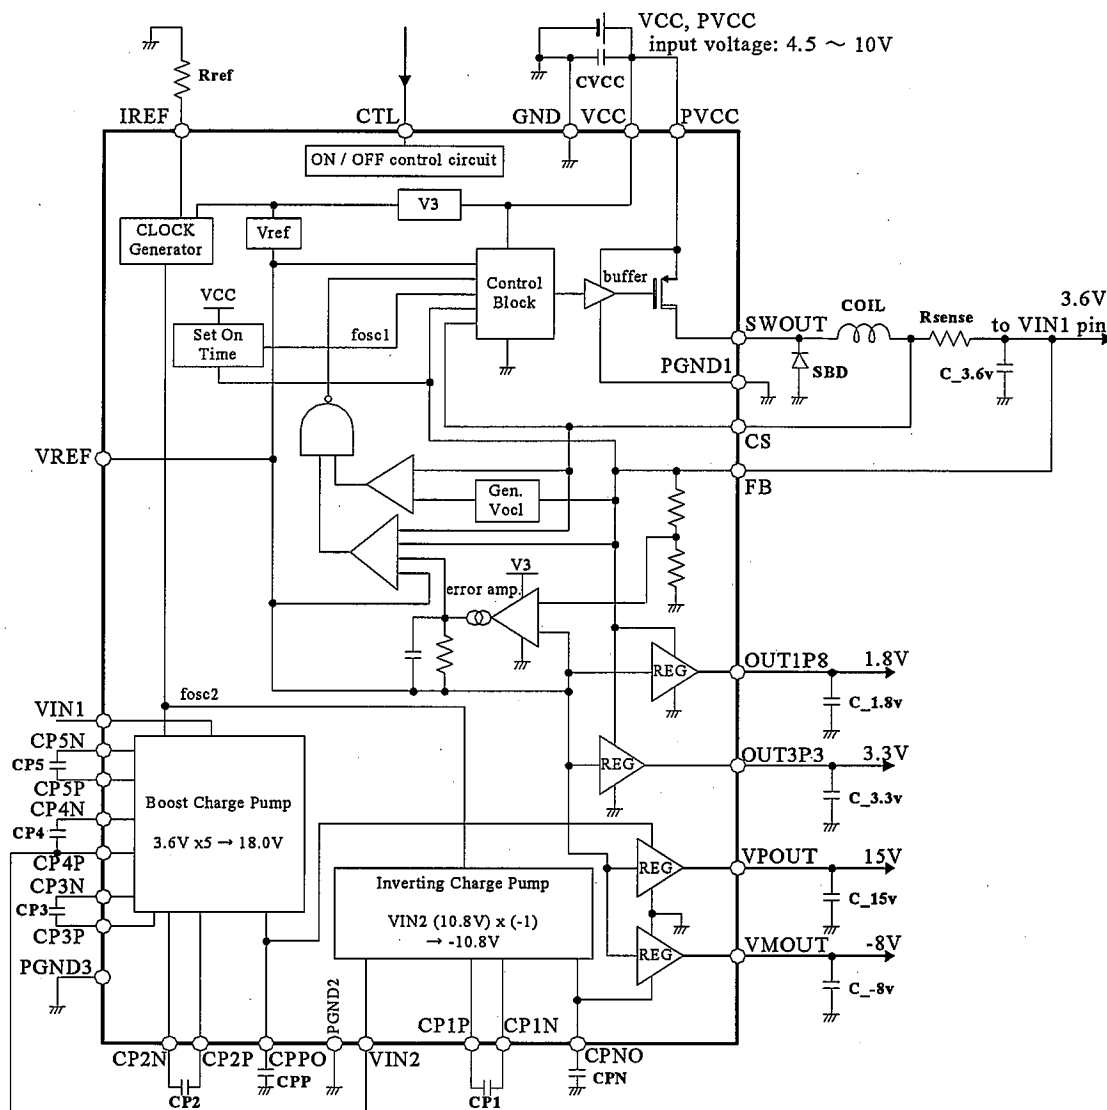 VCC, PVCC
input voltage: 4.5 ～ 10V
CVCC
Rref
IREF
CTL
GND
VCC
PVCC
ON / OFF control circuit
V3
CLOCK
Generator
Vref
Control
Block
buffer
VCC
Set On
Time
fosc1
SWOUT
COIL
Rsense
3.6V
to VIN1 pin
PGND1
SBD
C_3.6v
CS
VREF
FB
Gen.
Vocl
V3
error amp.
REG
OUT1P8
1.8V
C_1.8v
fosc2
VIN1
CP5N
CP5
CP5P
CP4N
CP4
CP4P
CP3N
CP3
CP3P
PGND3
Boost Charge Pump
3.6V x5 → 18.0V
REG
OUT3P3
3.3V
C_3.3v
Inverting Charge Pump
VIN2 (10.8V) x (-1)
→ -10.8V
REG
VPOUT
15V
C_15v
REG
VMOUT
-8V
C_-8v
CP2N
CP2P
CPPO
PGND2
VIN2
CP1P
CP1N
CPNO
CP2
CPP
CP1
CPN